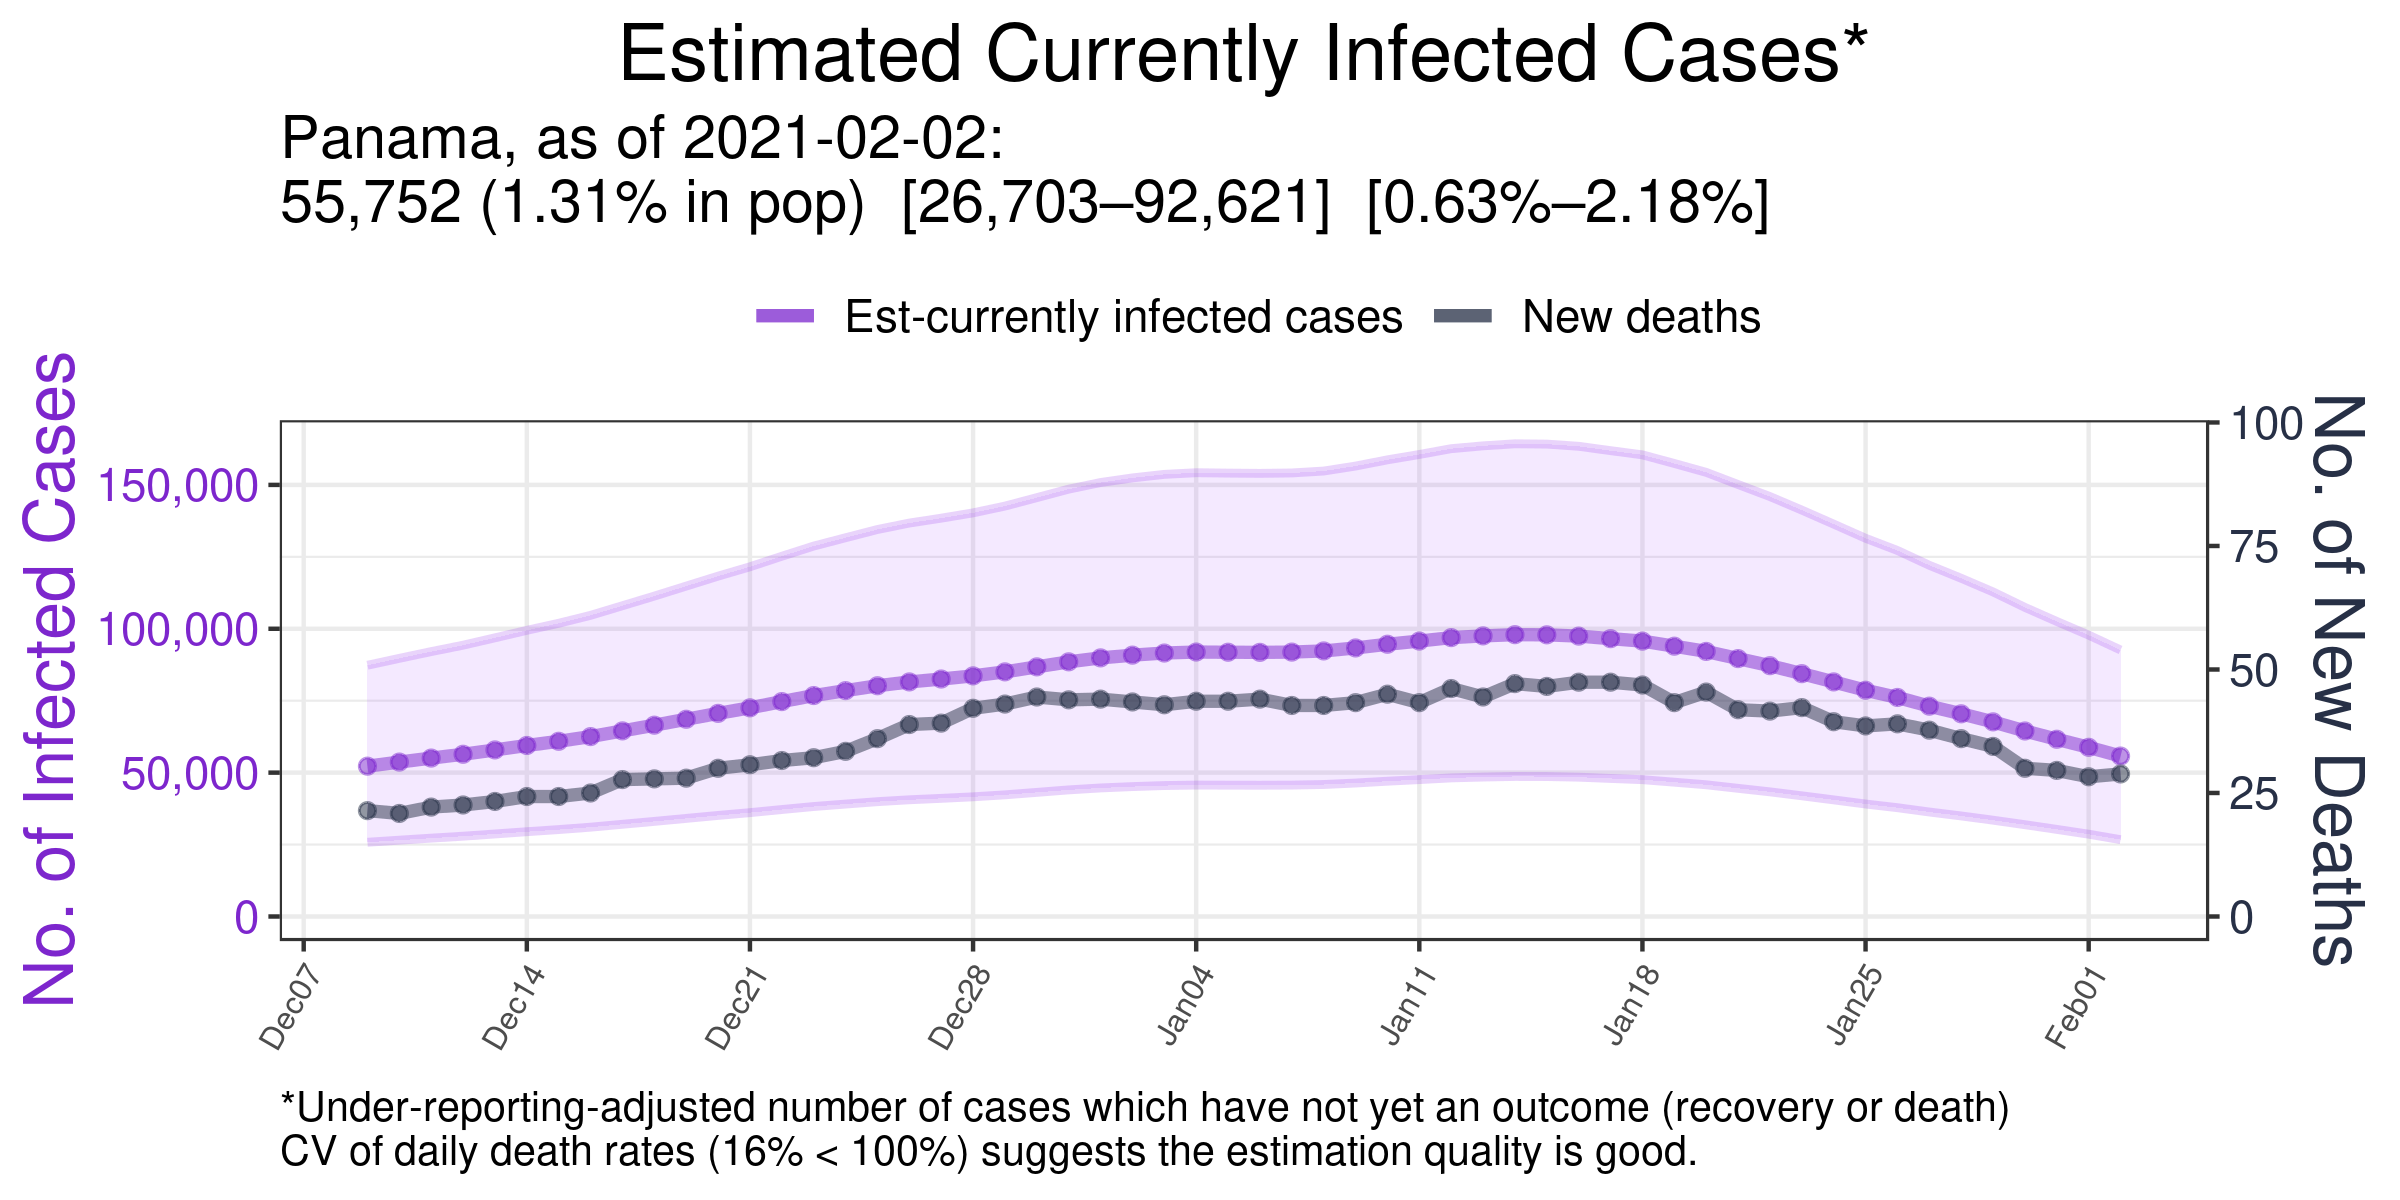 Estimated Currently Infected Cases*
Panama, as of 2021-02-02:
55,752 (1.31% in pop)  [26,703–92,621]  [0.63%–2.18%]
Est-currently infected cases
New deaths
No. of Infected Cases
150,000
100,000
50,000
0
100
75
50
25
0
No. of New Deaths
Dec07
Dec14
Dec21
Dec28
Jan04
Jan11
Jan18
Jan25
Feb01
*Under-reporting-adjusted number of cases which have not yet an outcome (recovery or death)
CV of daily death rates (16% < 100%) suggests the estimation quality is good.